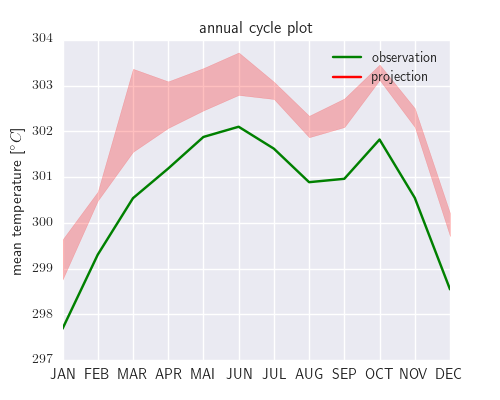 annual cycle plot
304
303
302
301
300
299
298
297
mean temperature [°C]
observation
projection
JAN FEB MAR APR MAI JUN JUL AUG SEP OCT NOV DEC